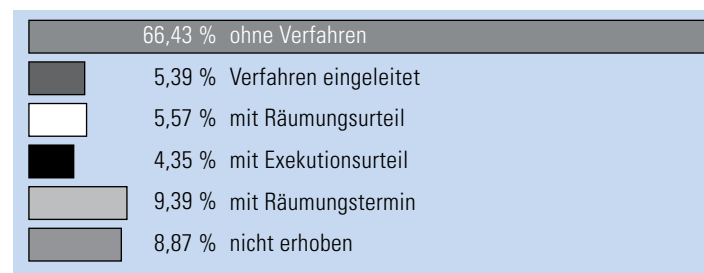 66,43 % ohne Verfahren
5,39 % Verfahren eingeleitet
5,57 % mit Räumungsurteil
4,35 % mit Exekutionsurteil
9,39 % mit Räumungstermin
8,87 % nicht erhoben